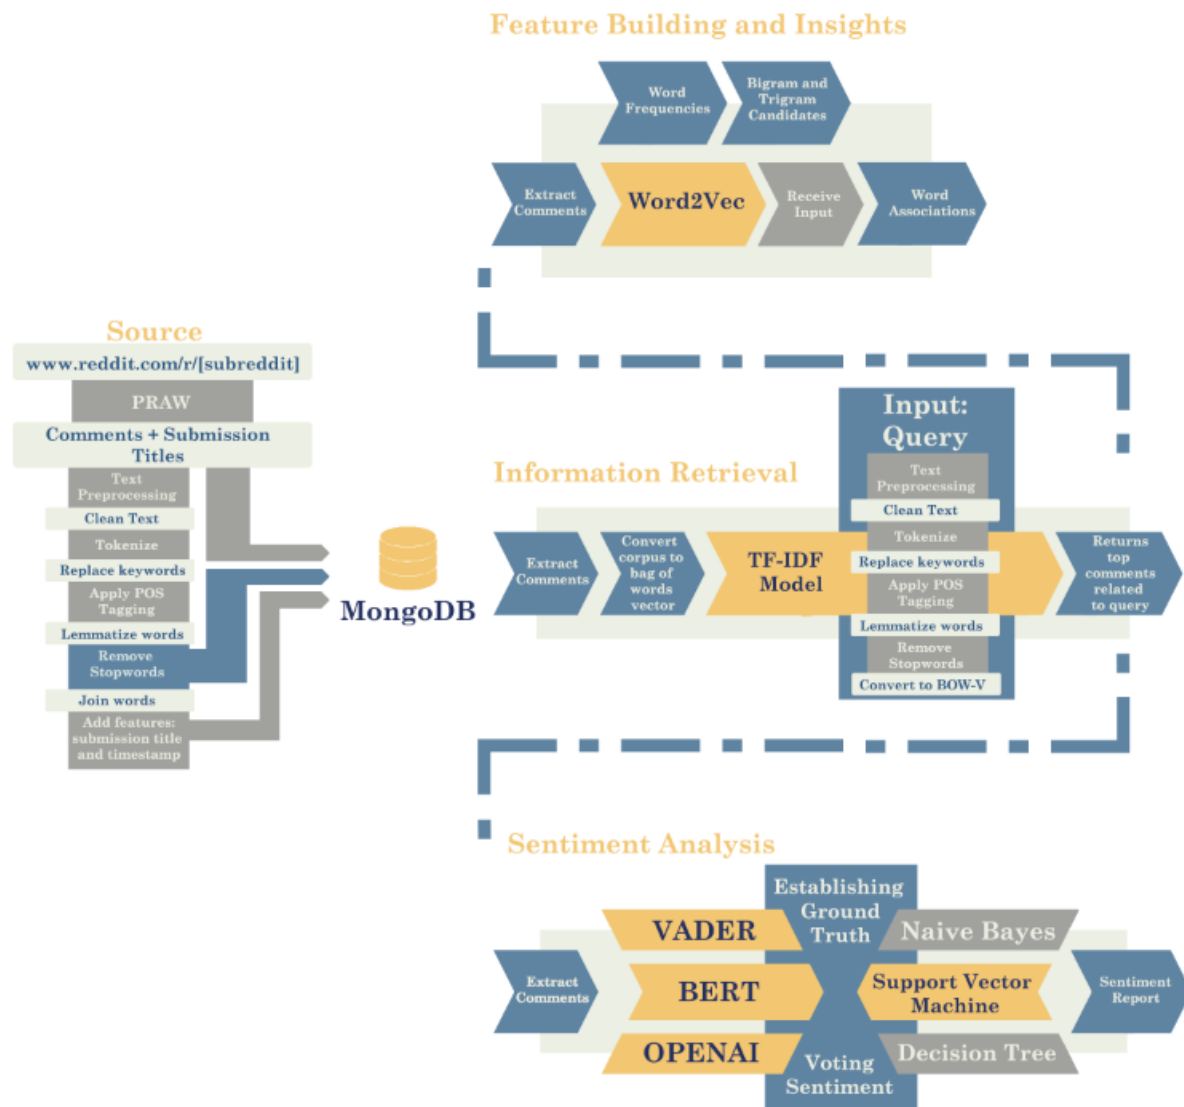 Feature Building and Insights
Word
Frequencies
Bigram and
Trigram
Candidates
Extract
Comments
Word2Vec
Receive
Input
Word
Associations
Source
www.reddit.com/r/[subreddit]
PRAW
Comments + Submission
Titles
Text
Preprocessing
Clean Text
Tokenize
Replace keywords
Apply POS
Tagging
Lemmatize words
Remove
Stopwords
Join words
Add features:
submission title
and timestamp
MongoDB
Information Retrieval
Extract
Comments
Convert
corpus to
bag of
words
vector
TF-IDF
Model
Input:
Query
Text
Preprocessing
Clean Text
Tokenize
Replace keywords
Apply POS
Tagging
Lemmatize words
Remove
Stopwords
Convert to BOW-V
Returns
top
comments
related
to query
Sentiment Analysis
Extract
Comments
VADER
BERT
OPENAI
Establishing
Ground
Truth
Voting
Sentiment
Naive Bayes
Support Vector
Machine
Decision Tree
Sentiment
Report